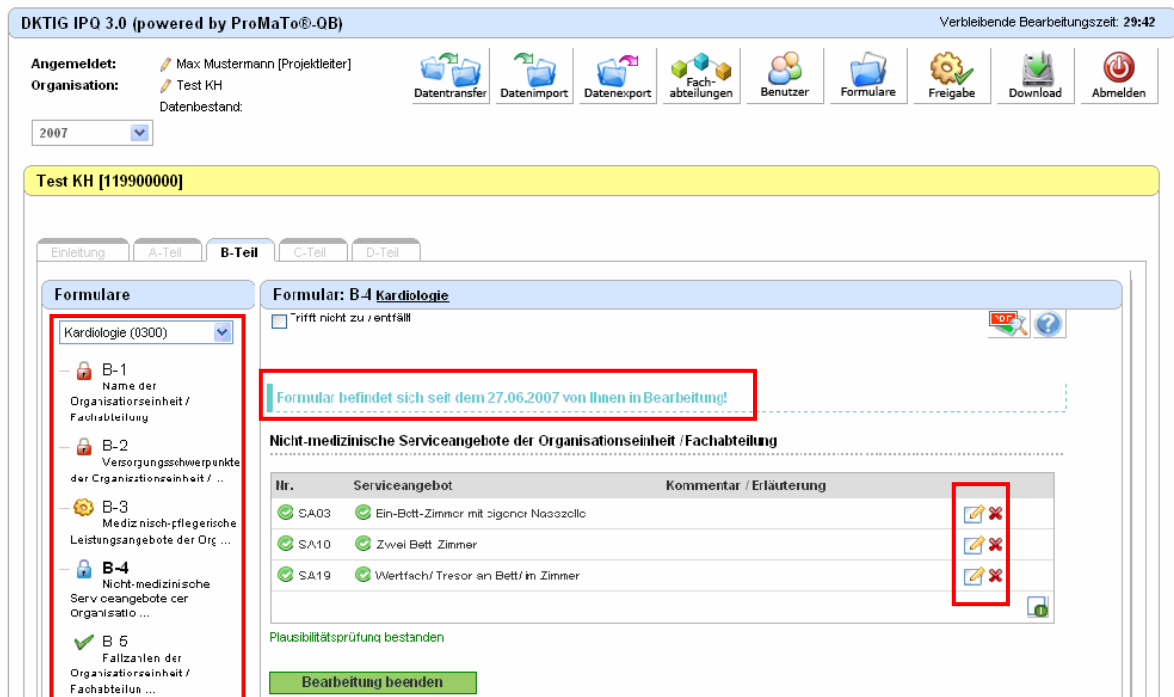 DKTIG IPQ 3.0 (powered by ProMaTo®-QB)
Verbleibende Bearbeitungszeit: 29:42
Angemeldet: Max Mustermann [Projektleiter]
Organisation: Test KH
Datenbestand:
2007
Datentransfer
Datenimport
Datenexport
Fach-
abteilungen
Benutzer
Formulare
Freigabe
Download
Abmelden
Test KH [119900000]
Einleitung
A-Teil
B-Teil
C-Teil
D-Teil
Formulare
Kardiologie (0300)
B-1
Name der
Organisationseinheit /
Fachabteilung
B-2
Versorgungsschwerpunkte
der Organisationseinheit / ...
B-3
Medizinisch-pflegerische
Leistungsangebote der Org ...
B-4
Nicht-medizinische
Serviceangebote der
Organisatio ...
B-5
Fallzahlen der
Organisationseinheit /
Fachabteilun ...
Formular: B-4 Kardiologie
Trifft nicht zu / entfällt
PDF
Formular befindet sich seit dem 27.06.2007 von Ihnen in Bearbeitung!
Nicht-medizinische Serviceangebote der Organisationseinheit / Fachabteilung
Nr. Serviceangebot Kommentar / Erläuterung
SA03 Ein-Bett-Zimmer mit eigener Nasszelle
SA10 Zwei-Bett-Zimmer
SA19 Wertfach/ Tresor an Bett/ im Zimmer
Plausibilitätsprüfung bestanden
Bearbeitung beenden